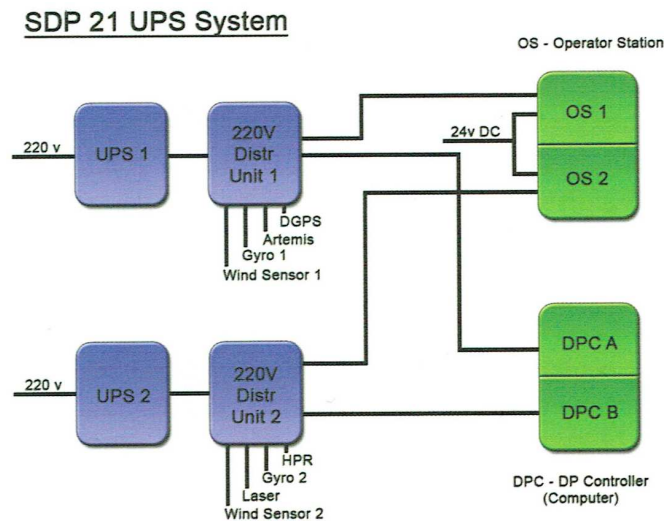 SDP 21 UPS System
OS - Operator Station
220 v
UPS 1
220V
Distr
Unit 1
24v DC
OS 1
OS 2
DGPS
Artemis
Gyro 1
Wind Sensor 1
220 v
UPS 2
220V
Distr
Unit 2
DPC A
DPC B
HPR
Gyro 2
Laser
Wind Sensor 2
DPC - DP Controller
(Computer)